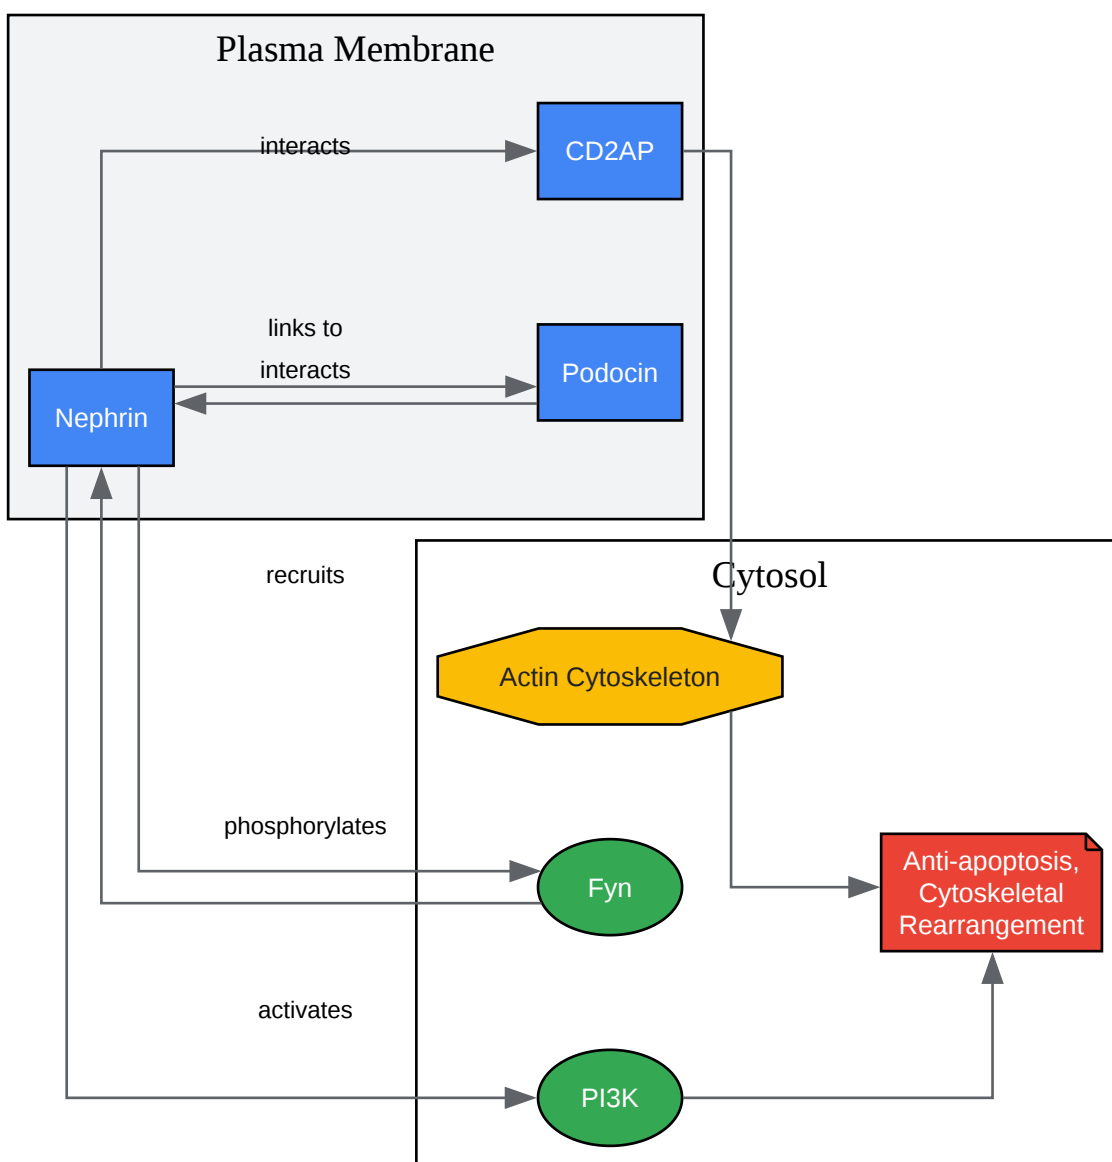 Plasma Membrane
interacts
CD2AP
links to
interacts
Podocin
Nephrin
recruits
Cytosol
Actin Cytoskeleton
phosphorylates
Fyn
Anti-apoptosis,
Cytoskeletal
Rearrangement
activates
PI3K